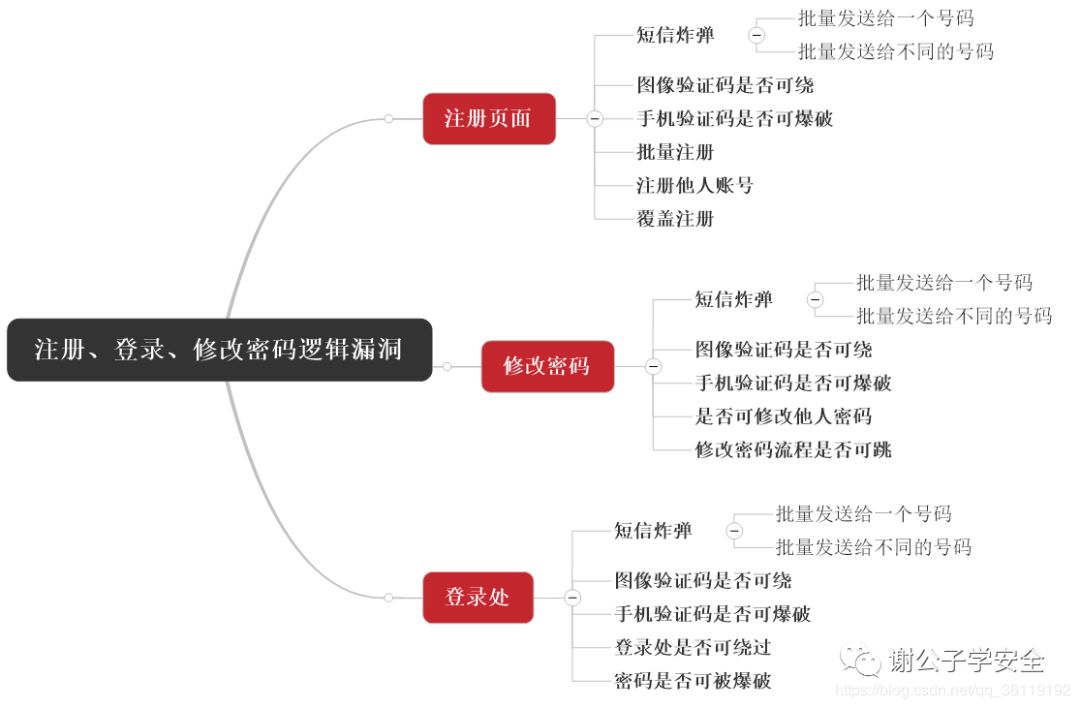 注册、登录、修改密码逻辑漏洞
注册页面
短信炸弹
批量发送给一个号码
批量发送给不同的号码
图像验证码是否可绕
手机验证码是否可爆破
批量注册
注册他人账号
覆盖注册
修改密码
短信炸弹
批量发送给一个号码
批量发送给不同的号码
图像验证码是否可绕
手机验证码是否可爆破
是否可修改他人密码
修改密码流程是否可跳
登录处
短信炸弹
批量发送给一个号码
批量发送给不同的号码
图像验证码是否可绕
手机验证码是否可爆破
登录处是否可绕过
密码是否可被爆破
谢公子学安全
https://blog.csdn.net/qq_36119192